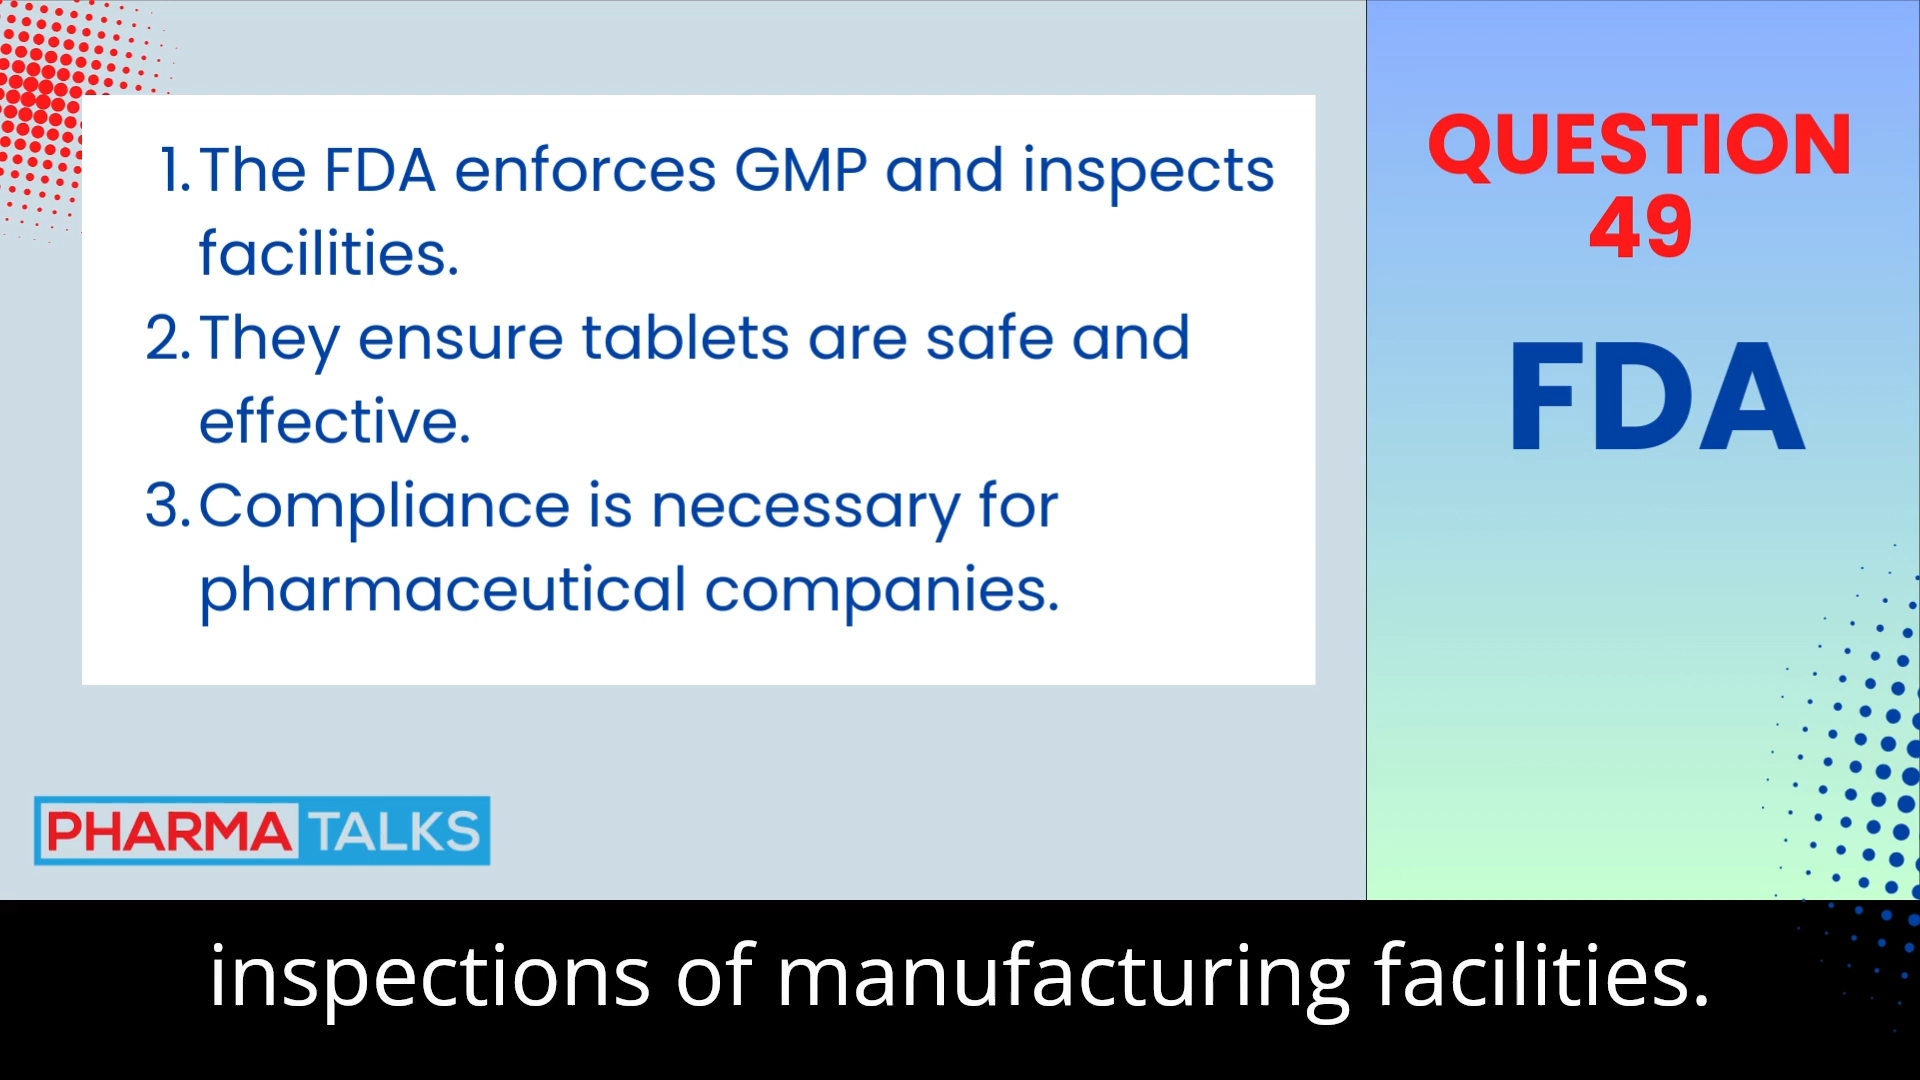 1. The FDA enforces GMP and inspects
facilities.
2. They ensure tablets are safe and
effective.
3. Compliance is necessary for
pharmaceutical companies.
QUESTION
49
FDA
PHARMA TALKS
inspections of manufacturing facilities.